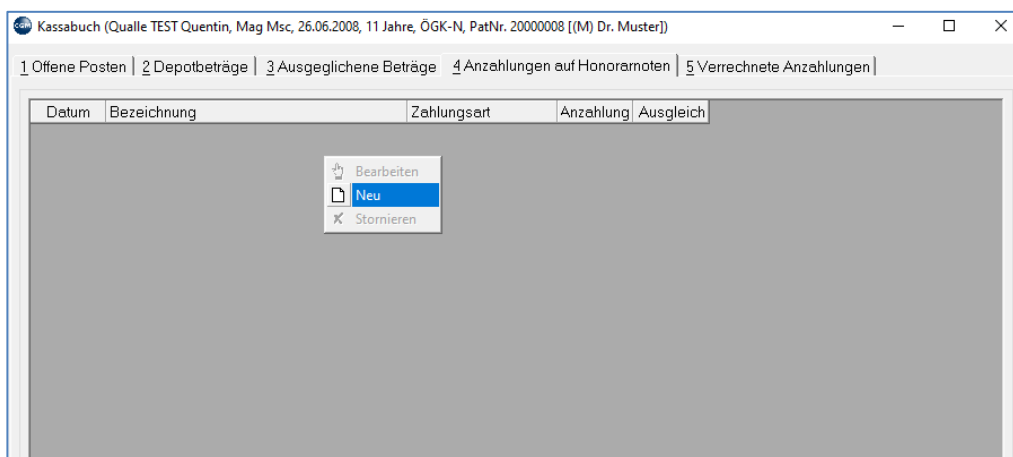 CGM Kassabuch (Qualle TEST Quentin, Mag Msc, 26.06.2008, 11 Jahre, ÖGK-N, PatNr. 20000008 [(M) Dr. Muster])
1 Offene Posten 2 Depotbeträge 3 Ausgeglichene Beträge 4 Anzahlungen auf Honorarnoten 5 Verrechnete Anzahlungen
Datum Bezeichnung Zahlungsart Anzahlung Ausgleich
Bearbeiten
Neu
Stornieren